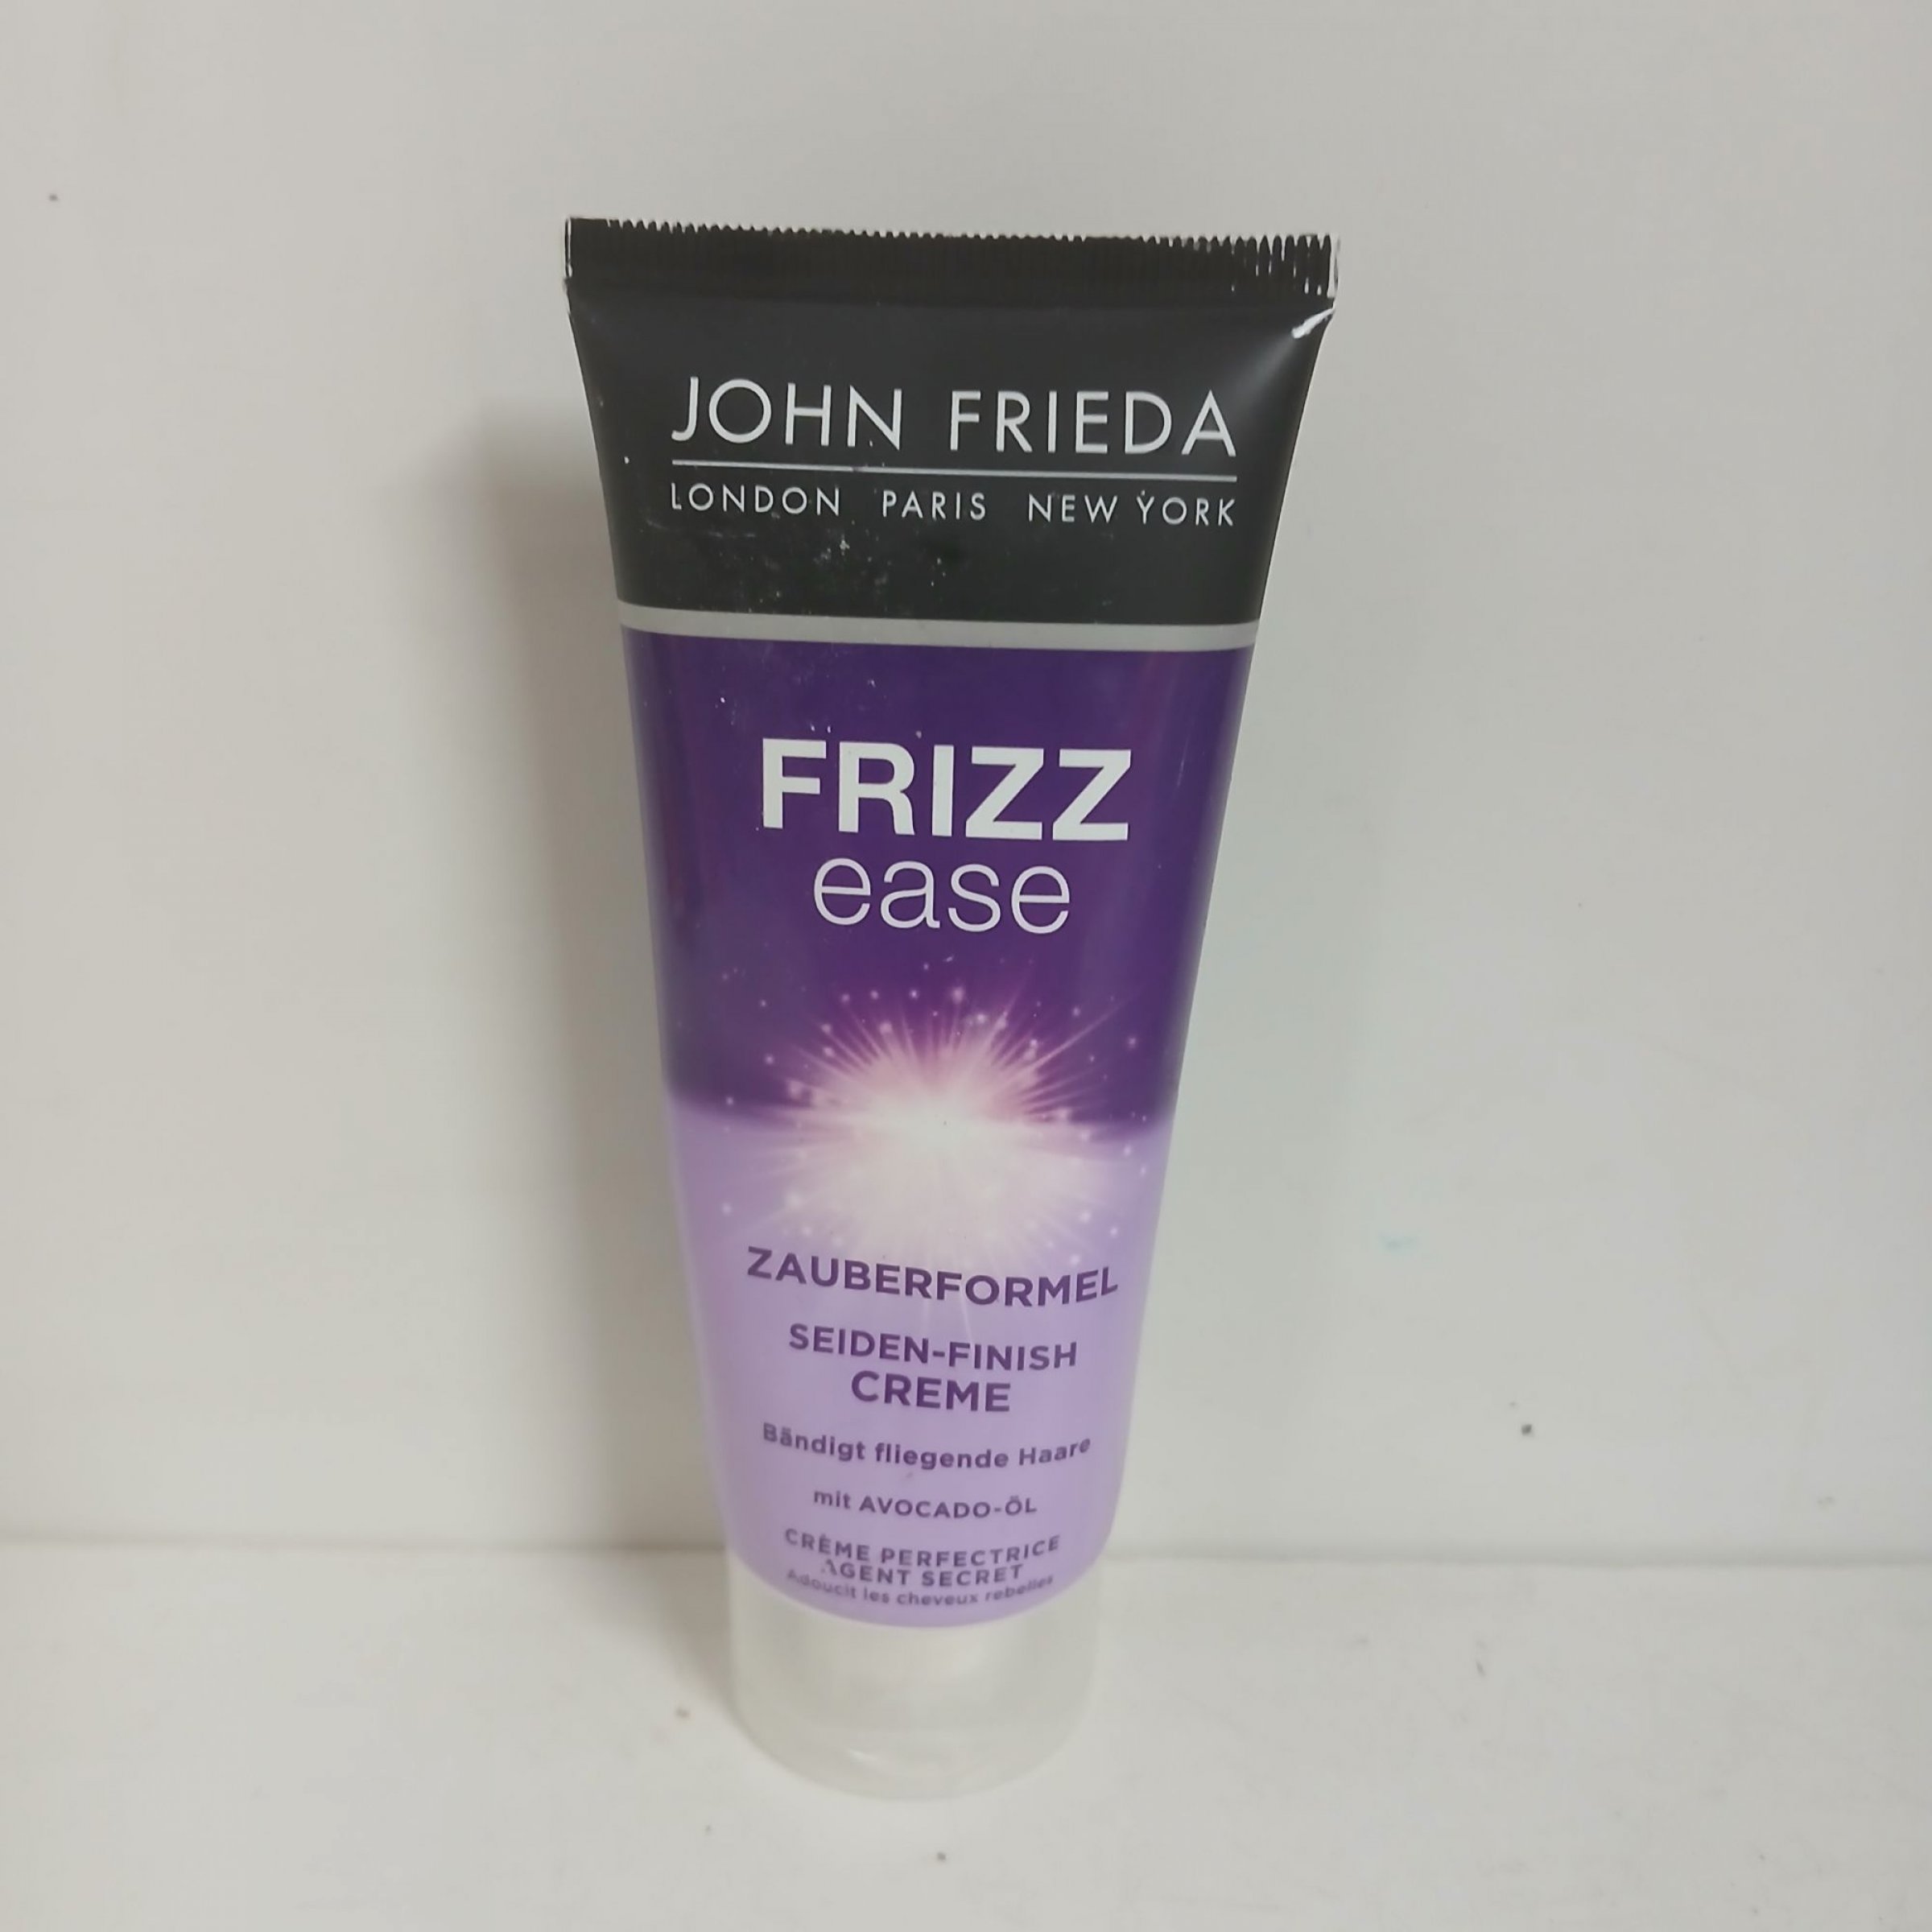 JOHN FRIEDA
LONDON PARIS NEW YORK
FRIZZ
ease
ZAUBERFORMEL
SEIDEN-FINISH
CREME
Bändigt fliegende Haare
mit AVOCADO-ÖL
CRÈME PERFECTRICE
AGENT SECRET
Adoucit les cheveux rebelles